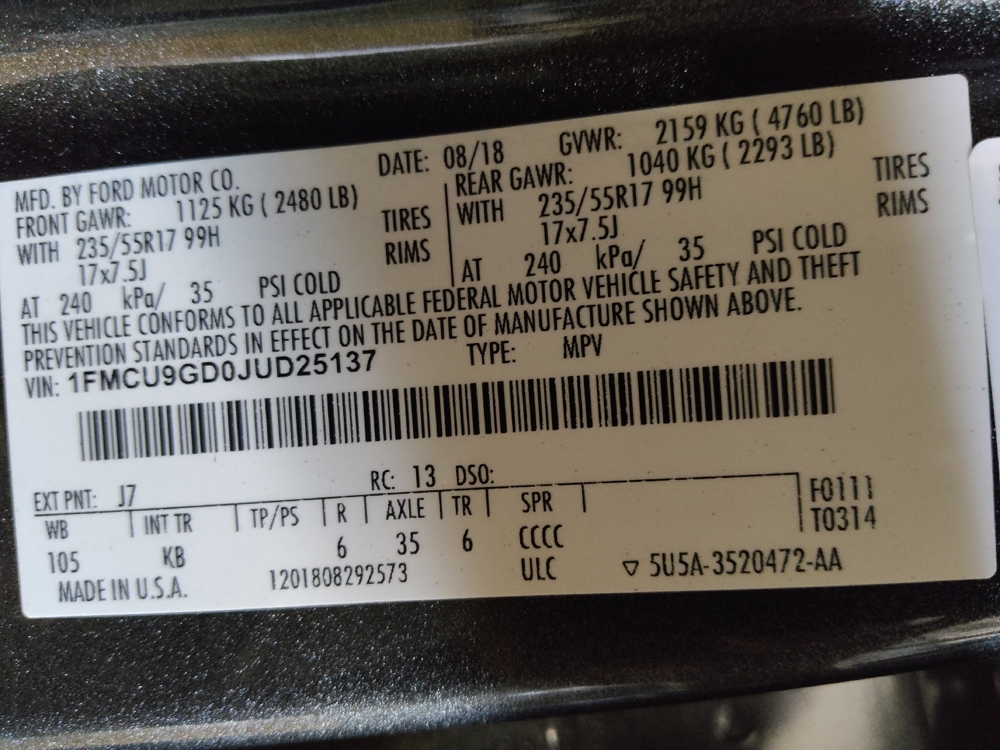 MFD. BY FORD MOTOR CO.
DATE: 08/18 GVWR: 2159 KG ( 4760 LB)
FRONT GAWR: 1125 KG ( 2480 LB)
WITH 235/55R17 99H TIRES
17x7.5J RIMS
AT 240 kPa/ 35 PSI COLD
REAR GAWR: 1040 KG ( 2293 LB)
WITH 235/55R17 99H TIRES
17x7.5J RIMS
AT 240 kPa/ 35 PSI COLD
THIS VEHICLE CONFORMS TO ALL APPLICABLE FEDERAL MOTOR VEHICLE SAFETY AND THEFT
PREVENTION STANDARDS IN EFFECT ON THE DATE OF MANUFACTURE SHOWN ABOVE.
VIN: 1FMCU9GD0JUD25137 TYPE: MPV
EXT PNT: J7 RC: 13 DSO:
WB INT TR TP/PS R AXLE TR SPR F0111
T0314
105 KB 6 35 6 CCCC
MADE IN U.S.A. 1201808292573 ULC ▽ 5U5A-3520472-AA